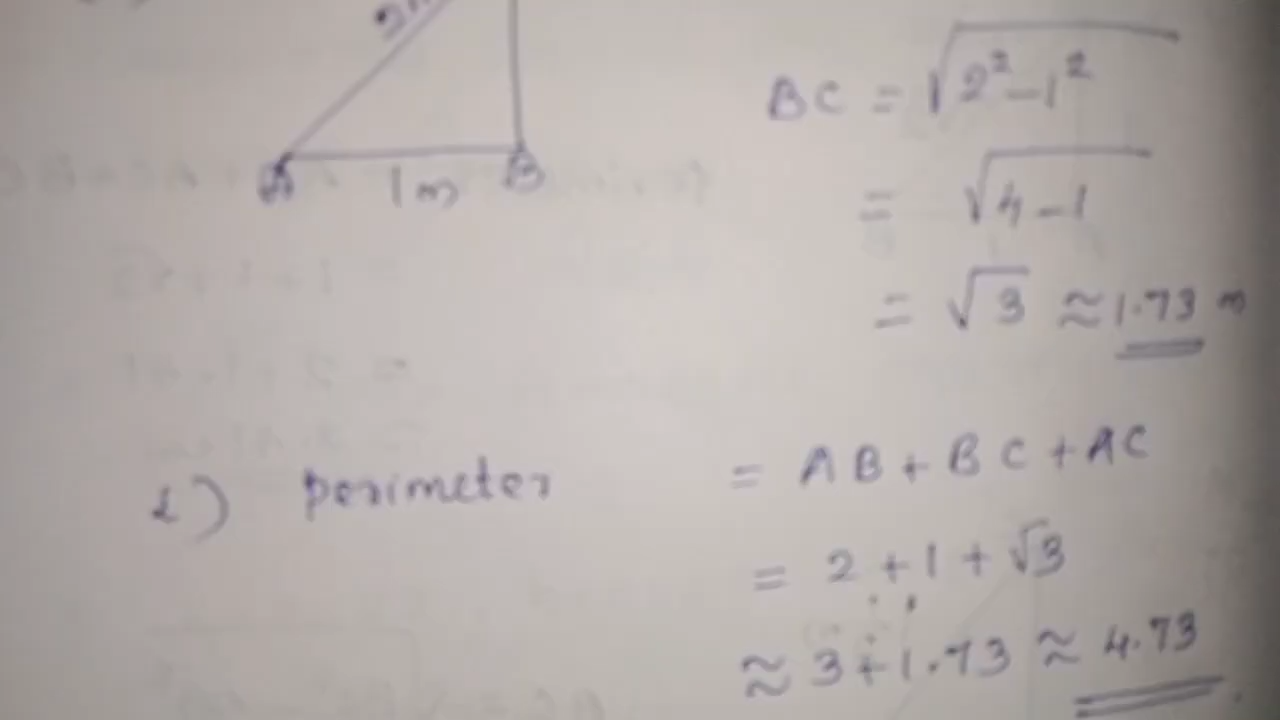 2m
A 1m B
BC = √2² - 1²
= √4 - 1
= √3 ≈ 1.73 m
2) perimeter = AB + BC + AC
= 2 + 1 + √3
≈ 3 + 1.73 ≈ 4.73